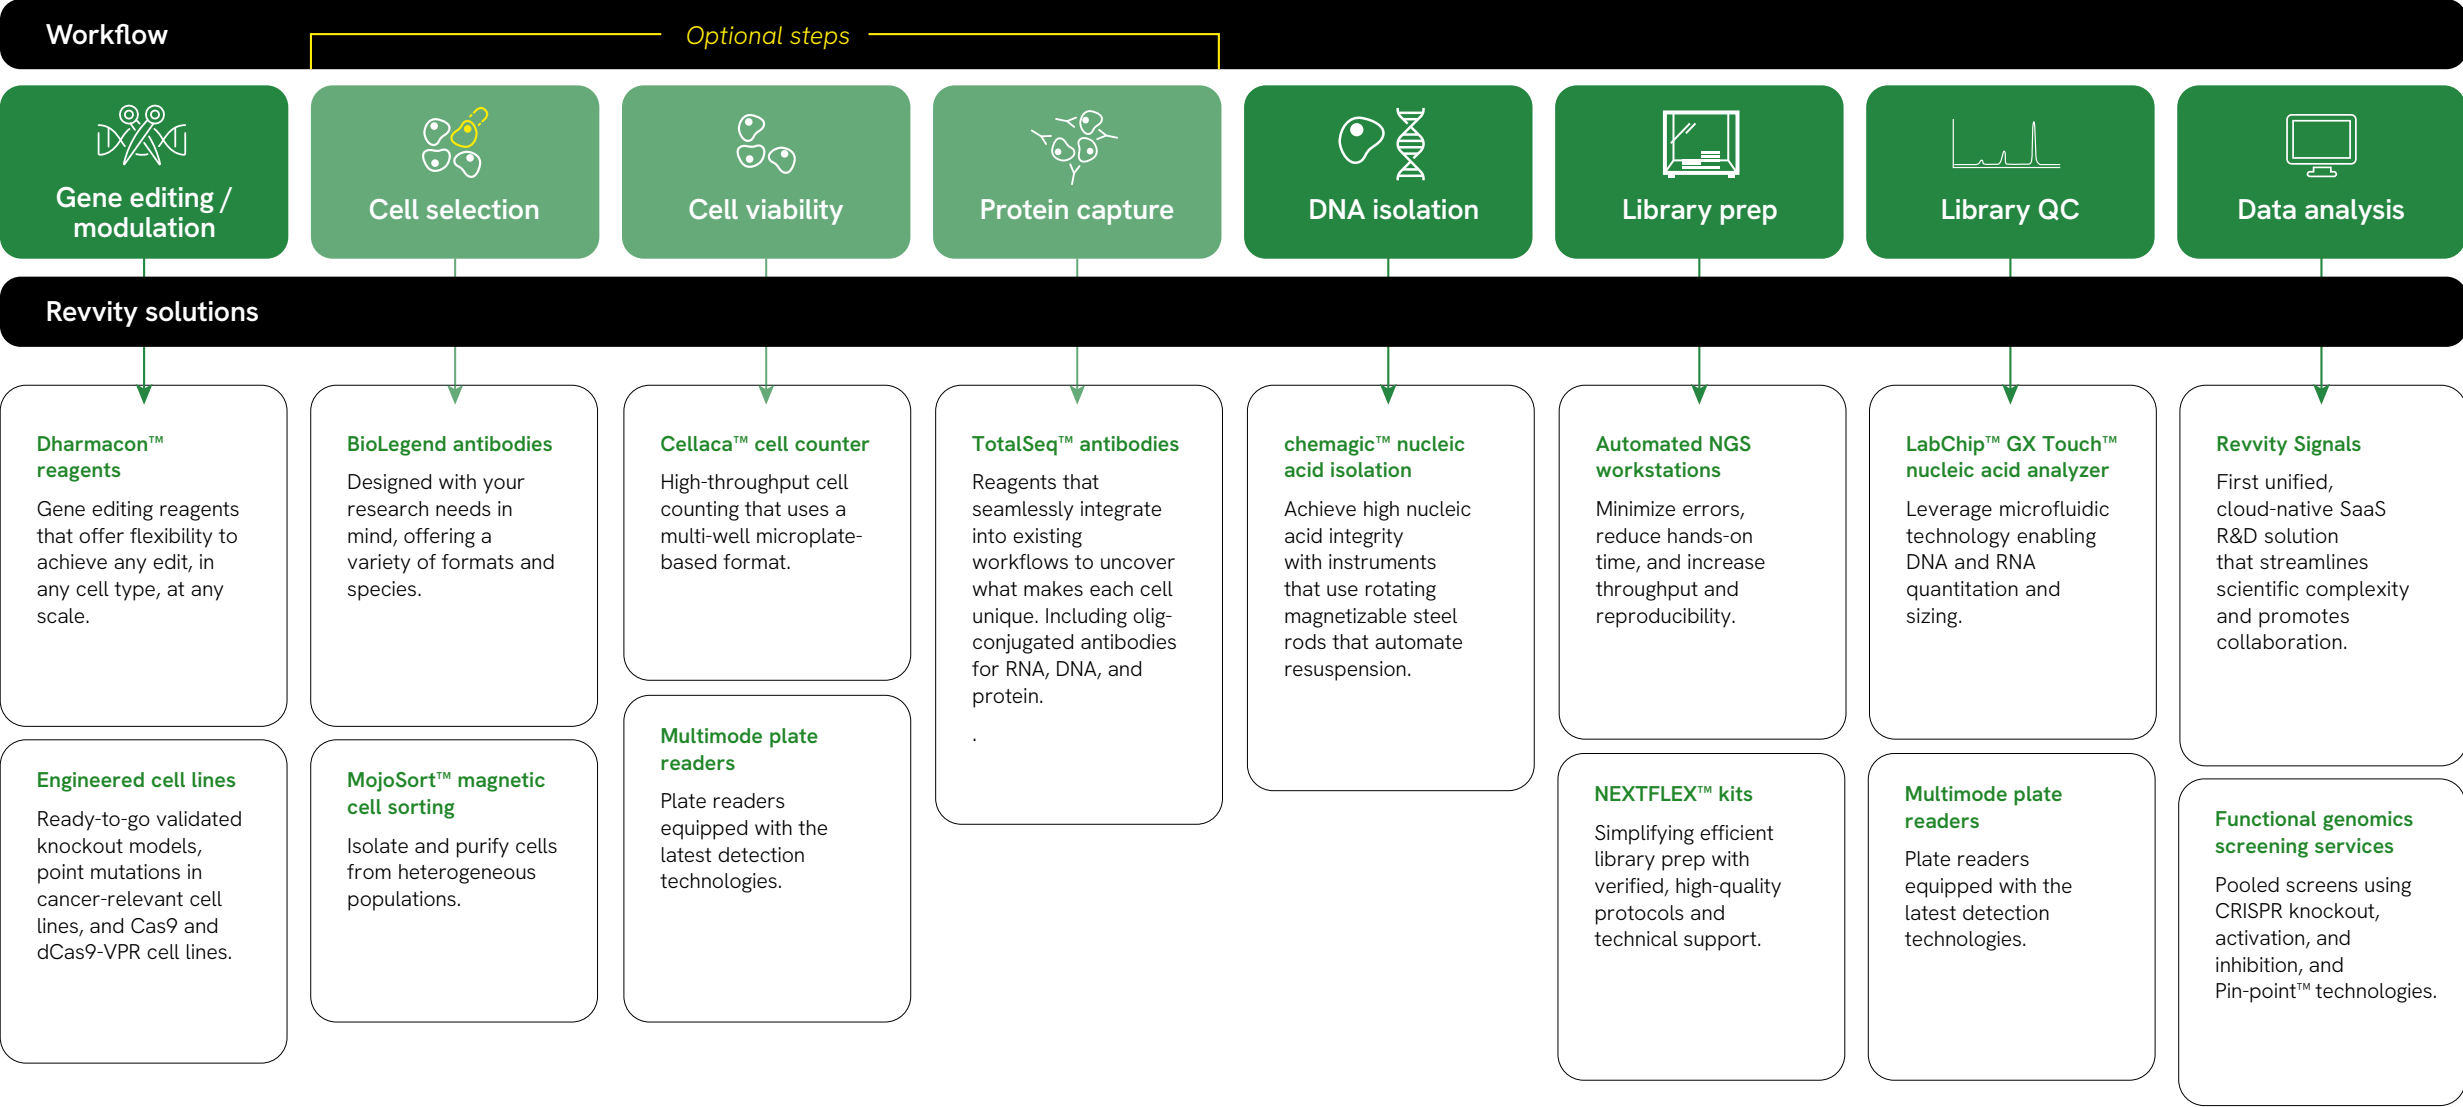 Workflow
Optional steps
Gene editing /
modulation
Cell selection
Cell viability
Protein capture
DNA isolation
Library prep
Library QC
Data analysis
Revvity solutions
Dharmacon™
reagents
Gene editing reagents
that offer flexibility to
achieve any edit, in
any cell type, at any
scale.
Engineered cell lines
Ready-to-go validated
knockout models,
point mutations in
cancer-relevant cell
lines, and Cas9 and
dCas9-VPR cell lines.
BioLegend antibodies
Designed with your
research needs in
mind, offering a
variety of formats and
species.
MojoSort™ magnetic
cell sorting
Isolate and purify cells
from heterogeneous
populations.
Cellaca™ cell counter
High-throughput cell
counting that uses a
multi-well microplate-
based format.
Multimode plate
readers
Plate readers
equipped with the
latest detection
technologies.
TotalSeq™ antibodies
Reagents that
seamlessly integrate
into existing
workflows to uncover
what makes each cell
unique. Including olig-
conjugated antibodies
for RNA, DNA, and
protein.
.
chemagic™ nucleic
acid isolation
Achieve high nucleic
acid integrity
with instruments
that use rotating
magnetizable steel
rods that automate
resuspension.
Automated NGS
workstations
Minimize errors,
reduce hands-on
time, and increase
throughput and
reproducibility.
NEXTFLEX™ kits
Simplifying efficient
library prep with
verified, high-quality
protocols and
technical support.
LabChip™ GX Touch™
nucleic acid analyzer
Leverage microfluidic
technology enabling
DNA and RNA
quantitation and
sizing.
Multimode plate
readers
Plate readers
equipped with the
latest detection
technologies.
Revvity Signals
First unified,
cloud-native SaaS
R&D solution
that streamlines
scientific complexity
and promotes
collaboration.
Functional genomics
screening services
Pooled screens using
CRISPR knockout,
activation, and
inhibition, and
Pin-point™ technologies.